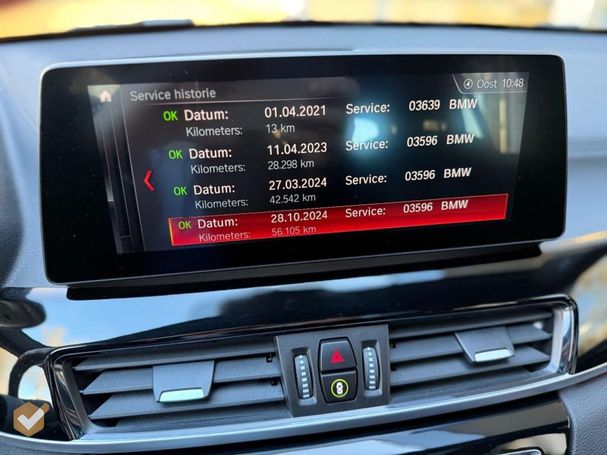 Service historie
Oost 10:48
OK Datum: 01.04.2021 Service: 03639 BMW
Kilometers: 13 km
OK Datum: 11.04.2023 Service: 03596 BMW
Kilometers: 28.298 km
OK Datum: 27.03.2024 Service: 03596 BMW
Kilometers: 42.542 km
OK Datum: 28.10.2024 Service: 03596 BMW
Kilometers: 56.105 km